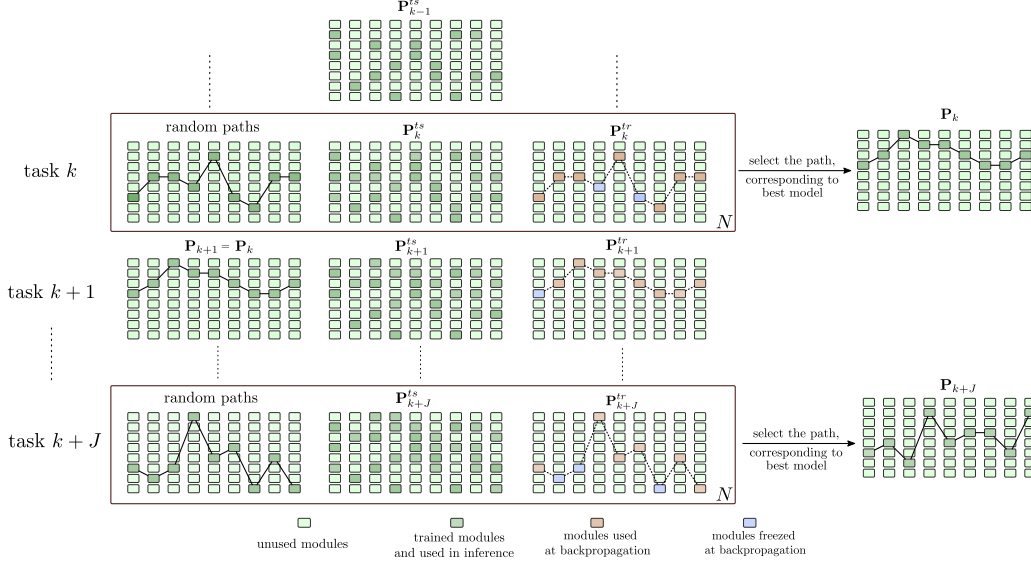 P^{ts}_{k−1}
random paths
P^{ts}_k
P^{tr}_k
P_k
task k
select the path,
corresponding to
best model
N
P_{k+1} = P_k
P^{ts}_{k+1}
P^{tr}_{k+1}
task k + 1
random paths
P^{ts}_{k+J}
P^{tr}_{k+J}
P_{k+J}
task k + J
select the path,
corresponding to
best model
N
unused modules
trained modules
and used in inference
modules used
at backpropagation
modules freezed
at backpropagation